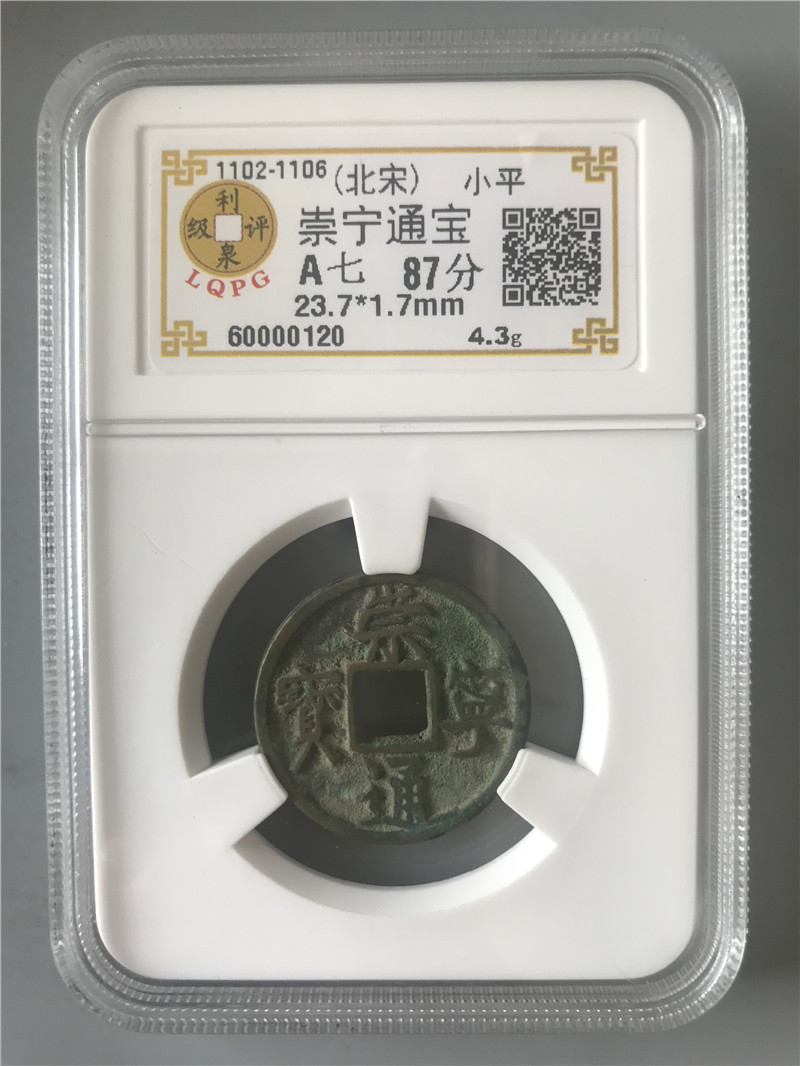 1102-1106 (北宋) 小平
利泉评级
LQPG
崇宁通宝
A七 87分
23.7*1.7mm
60000120 4.3g
崇寧通寳